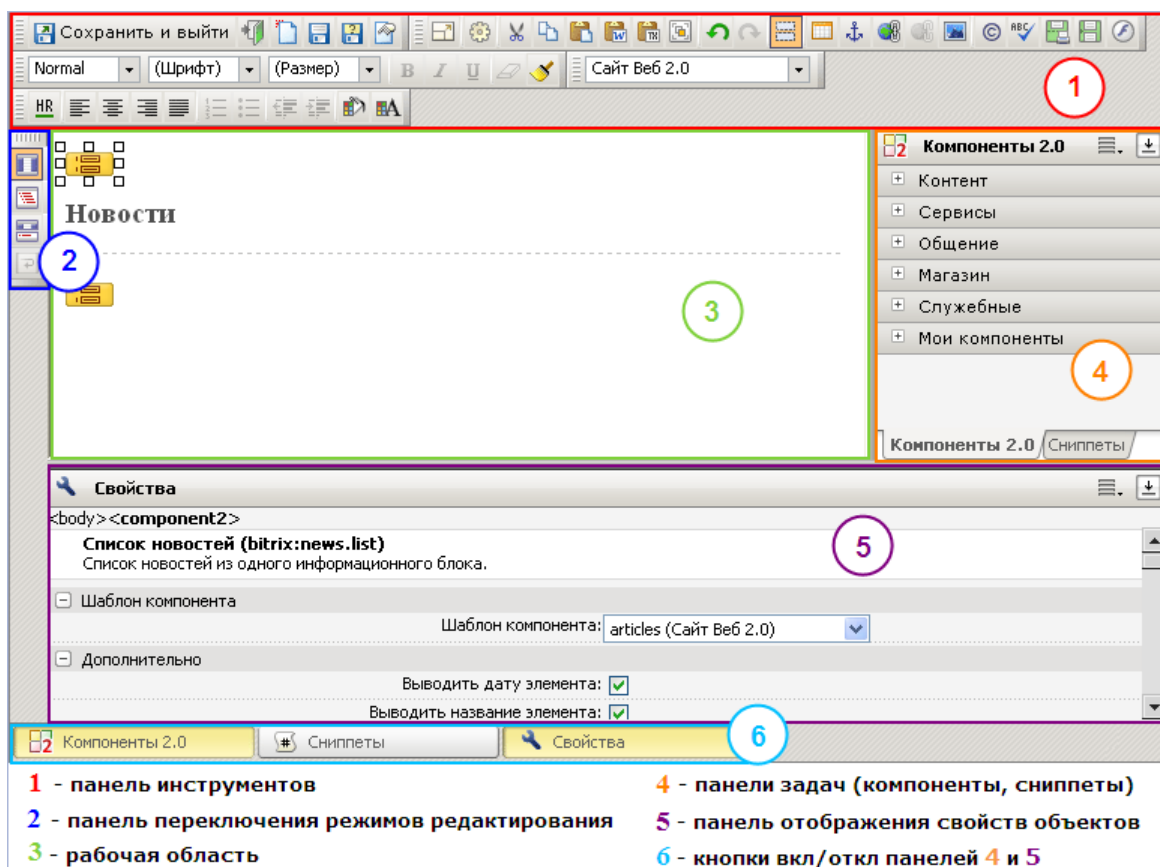 Сохранить и выйти
Normal (Шрифт) (Размер) B I U Сайт Веб 2.0
1
HR A
2 Компоненты 2.0
Контент
Новости
Сервисы
Общение
2
Магазин
3
Служебные
Мои компоненты
4
Компоненты 2.0 Сниппеты
Свойства
<body><component2>
Список новостей (bitrix:news.list)
5
Список новостей из одного информационного блока.
Шаблон компонента
Шаблон компонента: articles (Сайт Веб 2.0)
Дополнительно
Выводить дату элемента:
Выводить название элемента:
2 Компоненты 2.0 # Сниппеты Свойства 6
1 - панель инструментов
4 - панели задач (компоненты, сниппеты)
2 - панель переключения режимов редактирования
5 - панель отображения свойств объектов
3 - рабочая область
6 - кнопки вкл/откл панелей 4 и 5